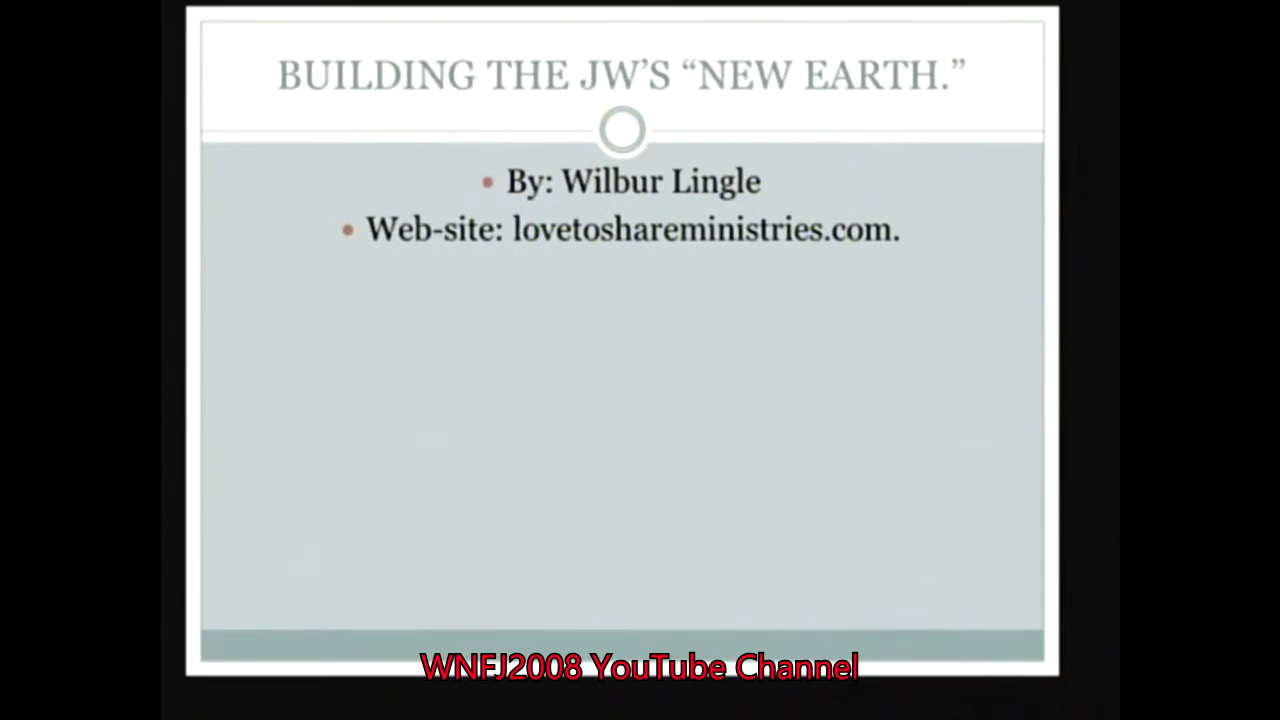 BUILDING THE JW’S “NEW EARTH.”
• By: Wilbur Lingle
• Web-site: lovetoshareministries.com.
WNFJ2008 YouTube Channel